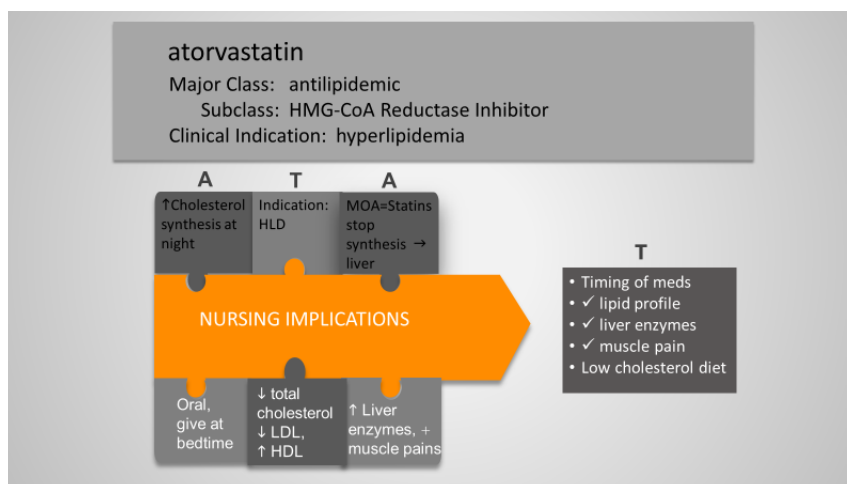 atorvastatin
Major Class: antilipidemic
Subclass: HMG-CoA Reductase Inhibitor
Clinical Indication: hyperlipidemia
A
T
A
↑Cholesterol
synthesis at
night
Indication:
HLD
MOA=Statins
stop
synthesis →
liver
NURSING IMPLICATIONS
Oral,
give at
bedtime
↓ total
cholesterol
↓ LDL,
↑ HDL
↑ Liver
enzymes, +
muscle pains
T
• Timing of meds
• ✓ lipid profile
• ✓ liver enzymes
• ✓ muscle pain
• Low cholesterol diet